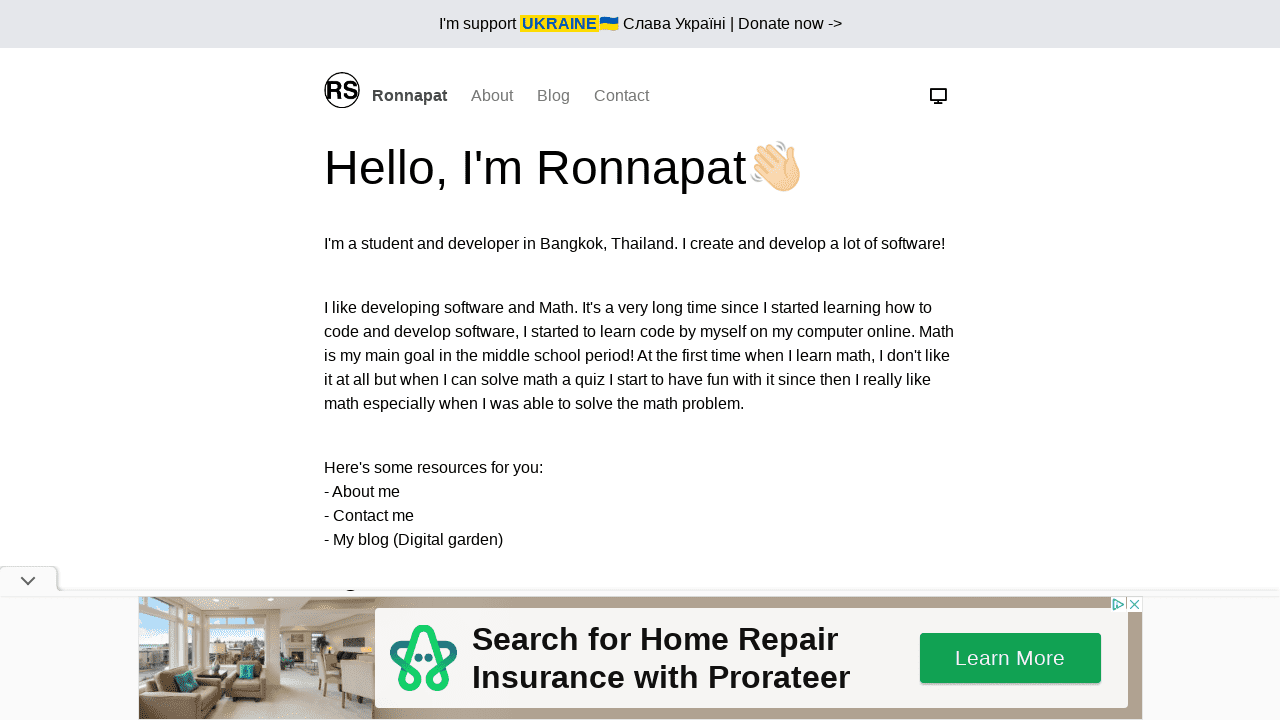 I'm support UKRAINE🇺🇦 Слава Україні | Donate now ->
RS Ronnapat About Blog Contact
Hello, I'm Ronnapat👋🏻
I'm a student and developer in Bangkok, Thailand. I create and develop a lot of software!
I like developing software and Math. It's a very long time since I started learning how to
code and develop software, I started to learn code by myself on my computer online. Math
is my main goal in the middle school period! At the first time when I learn math, I don't like
it at all but when I can solve math a quiz I start to have fun with it since then I really like
math especially when I was able to solve the math problem.
Here's some resources for you:
- About me
- Contact me
- My blog (Digital garden)
Search for Home Repair
Insurance with Prorateer
Learn More